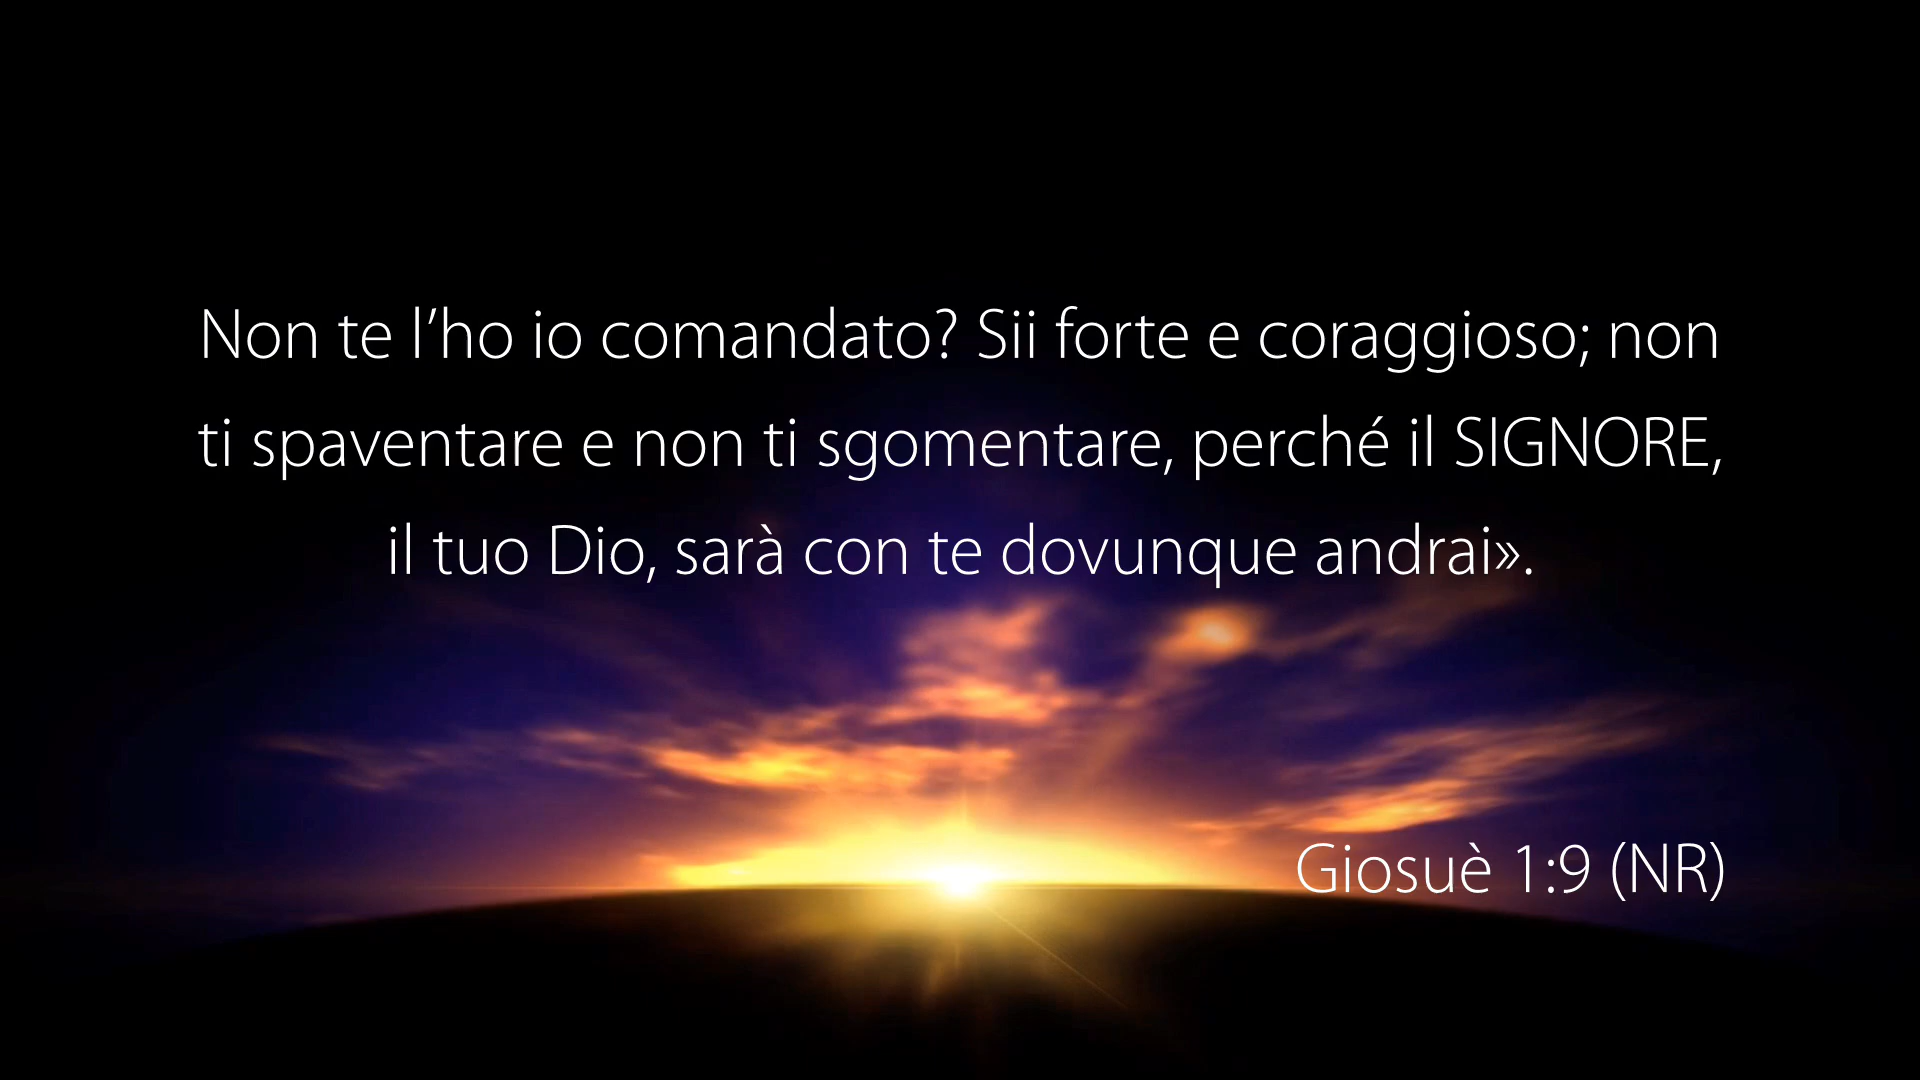 Non te l’ho io comandato? Sii forte e coraggioso; non
ti spaventare e non ti sgomentare, perché il SIGNORE,
il tuo Dio, sarà con te dovunque andrai».
Giosuè 1:9 (NR)